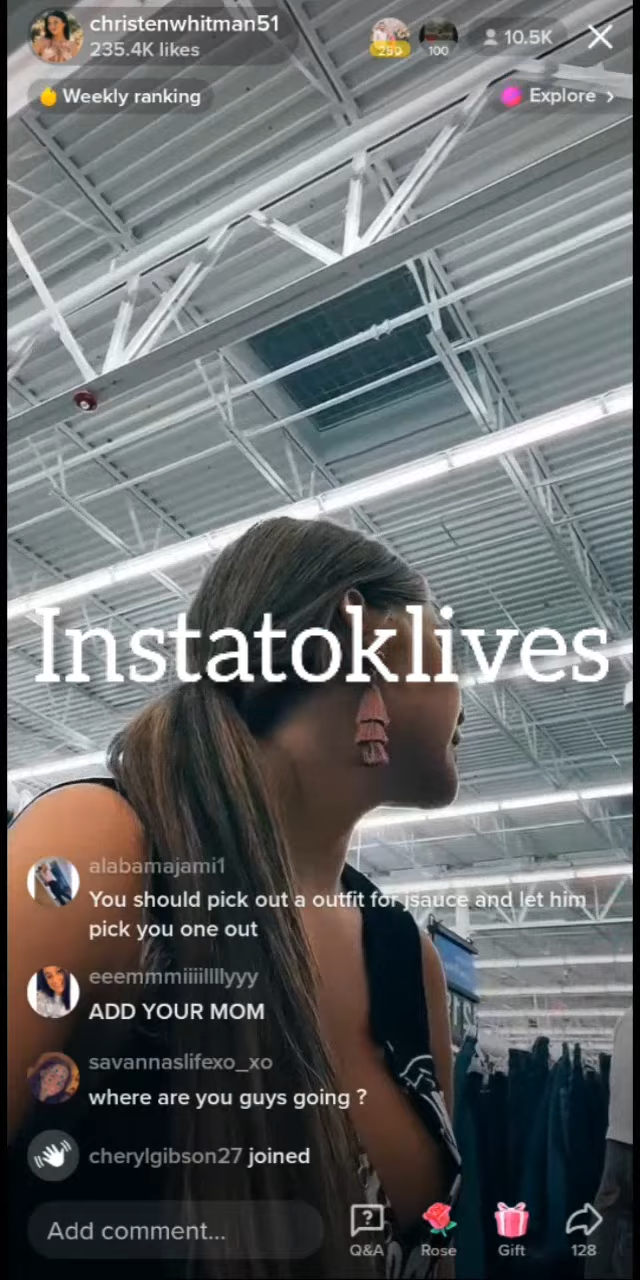 christenwhitman51
235.4K likes
250
100
10.5K
Weekly ranking
Explore >
Instatoklives
alabamajami1
You should pick out a outfit for jsauce and let him
pick you one out
eeemmmiiiillllyyy
ADD YOUR MOM
savannaslifexo_xo
where are you guys going ?
cherylgibson27 joined
Add comment...
Q&A
Rose
Gift
128